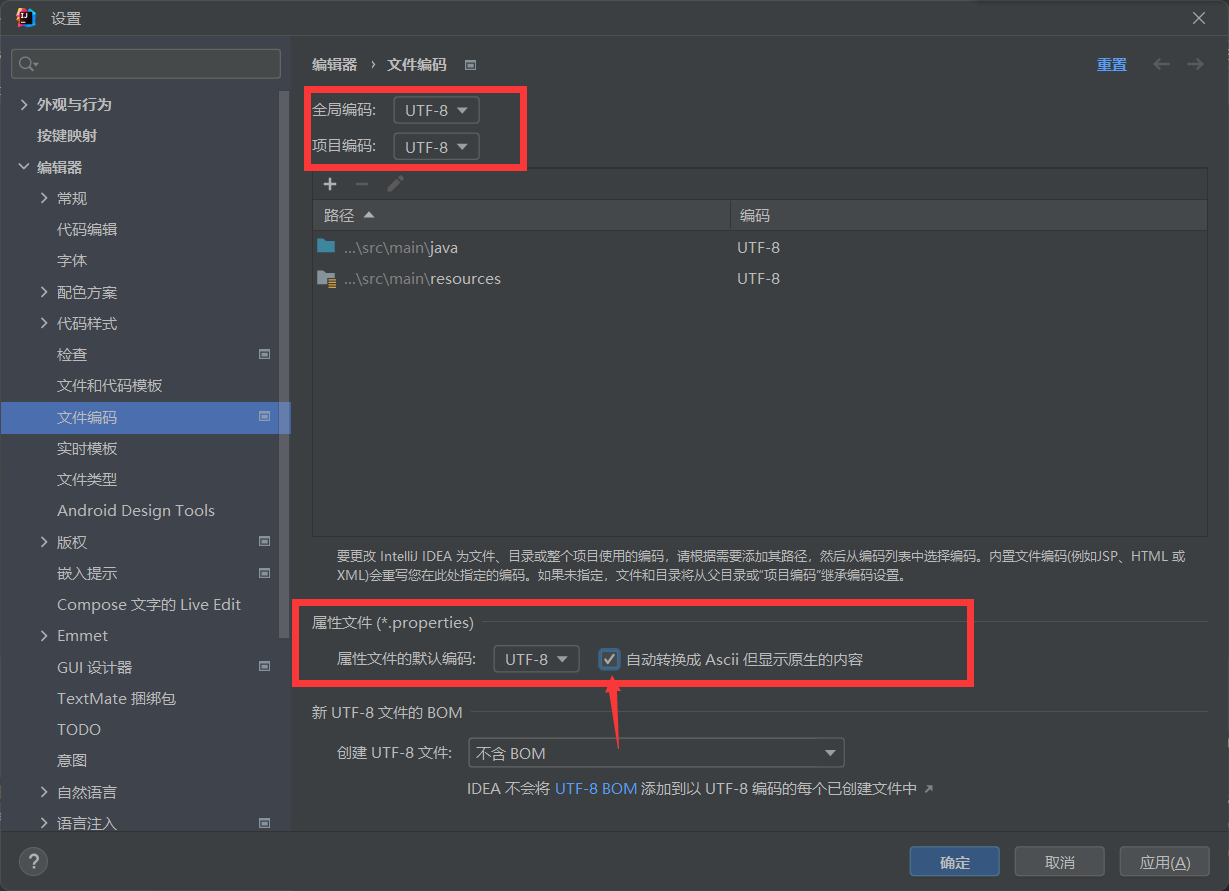 设置
编辑器 › 文件编码
重置
外观与行为
按键映射
编辑器
常规
代码编辑
字体
配色方案
代码样式
检查
文件和代码模板
文件编码
实时模板
文件类型
Android Design Tools
版权
嵌入提示
Compose 文字的 Live Edit
Emmet
GUI 设计器
TextMate 捆绑包
TODO
意图
自然语言
语言注入
全局编码: UTF-8
项目编码: UTF-8
路径 编码
...\src\main\java UTF-8
...\src\main\resources UTF-8
要更改 IntelliJ IDEA 为文件、目录或整个项目使用的编码，请根据需要添加其路径，然后从编码列表中选择编码。内置文件编码(例如JSP、HTML 或
XML)会重写您在此处指定的编码。如果未指定，文件和目录将从父目录或“项目编码”继承编码设置。
属性文件 (*.properties)
属性文件的默认编码: UTF-8 自动转换成 Ascii 但显示原生的内容
新 UTF-8 文件的 BOM
创建 UTF-8 文件: 不含 BOM
IDEA 不会将 UTF-8 BOM 添加到以 UTF-8 编码的每个已创建文件中 ↗
?
确定 取消 应用(A)